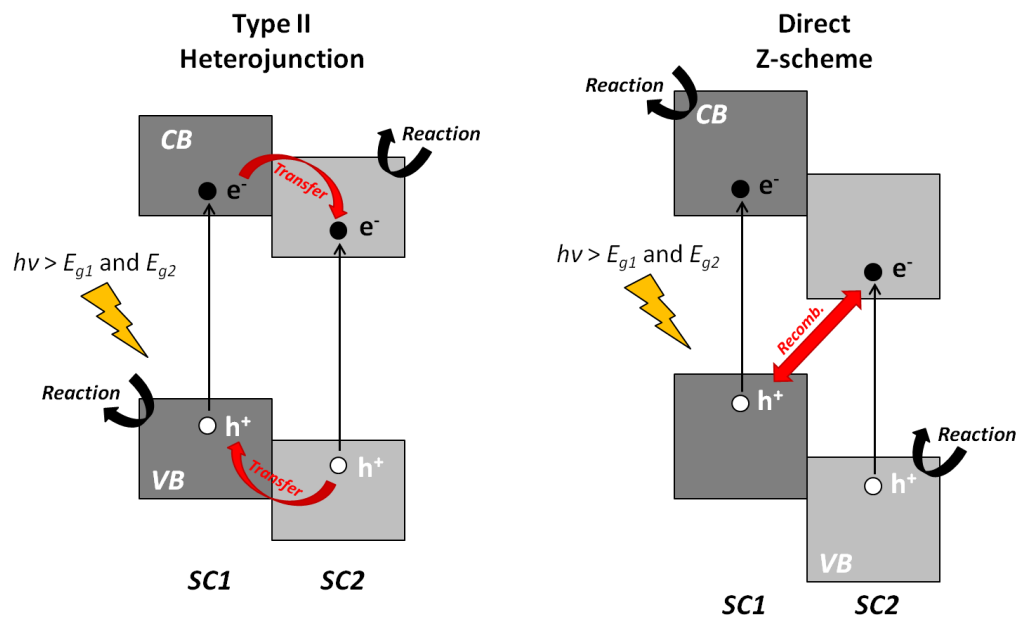 Type II
Heterojunction
CB
Reaction
Transfer
e-
e-
hν > Eg1 and Eg2
Reaction
h+
h+
VB
Transfer
SC1 SC2
Direct
Z-scheme
Reaction
CB
e-
hν > Eg1 and Eg2
e-
Recomb.
h+
Reaction
h+
VB
SC1 SC2